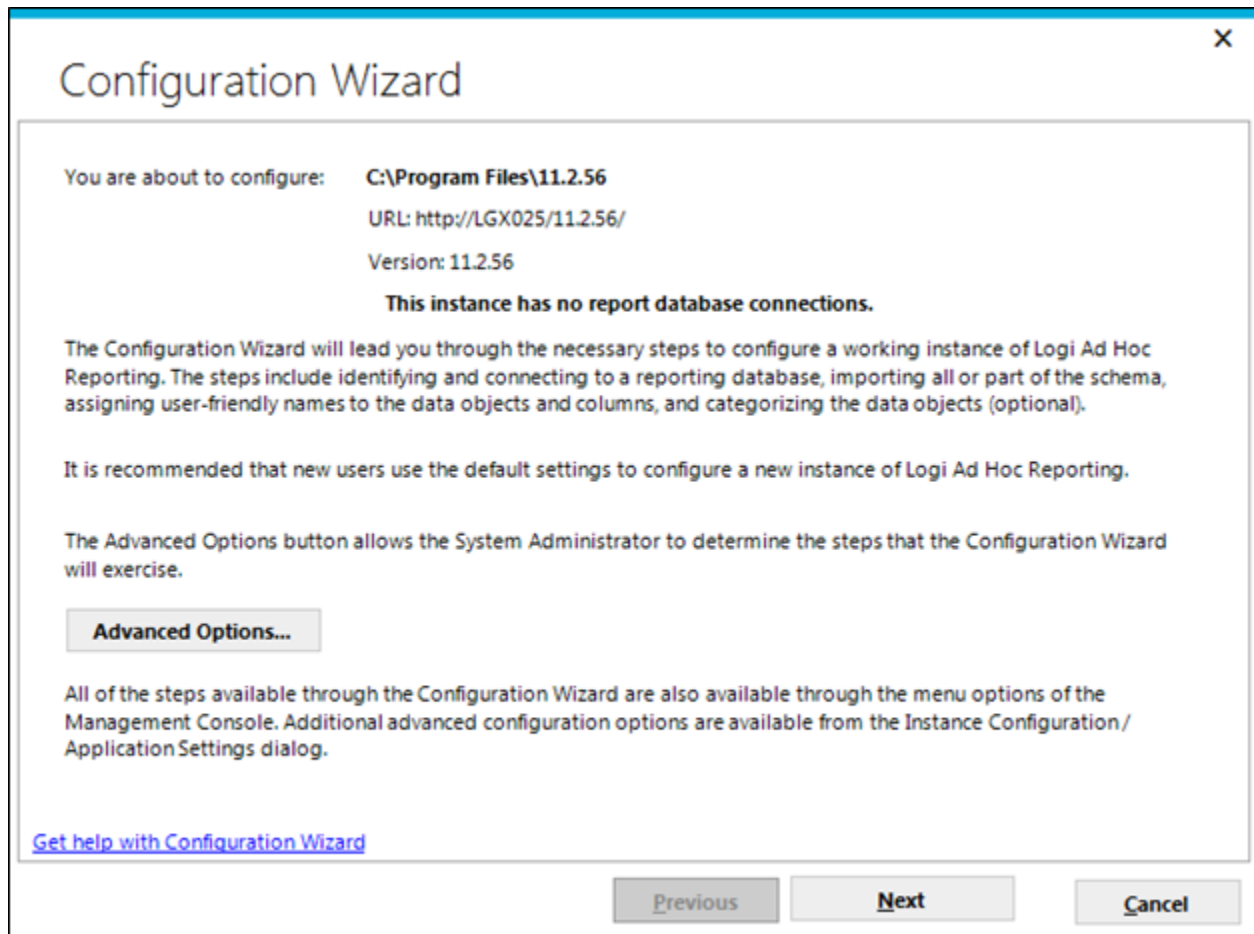 Configuration Wizard
You are about to configure: C:\Program Files\11.2.56
URL: http://LGX025/11.2.56/
Version: 11.2.56
This instance has no report database connections.
The Configuration Wizard will lead you through the necessary steps to configure a working instance of Logi Ad Hoc
Reporting. The steps include identifying and connecting to a reporting database, importing all or part of the schema,
assigning user-friendly names to the data objects and columns, and categorizing the data objects (optional).
It is recommended that new users use the default settings to configure a new instance of Logi Ad Hoc Reporting.
The Advanced Options button allows the System Administrator to determine the steps that the Configuration Wizard
will exercise.
Advanced Options...
All of the steps available through the Configuration Wizard are also available through the menu options of the
Management Console. Additional advanced configuration options are available from the Instance Configuration /
Application Settings dialog.
Get help with Configuration Wizard
Previous Next Cancel